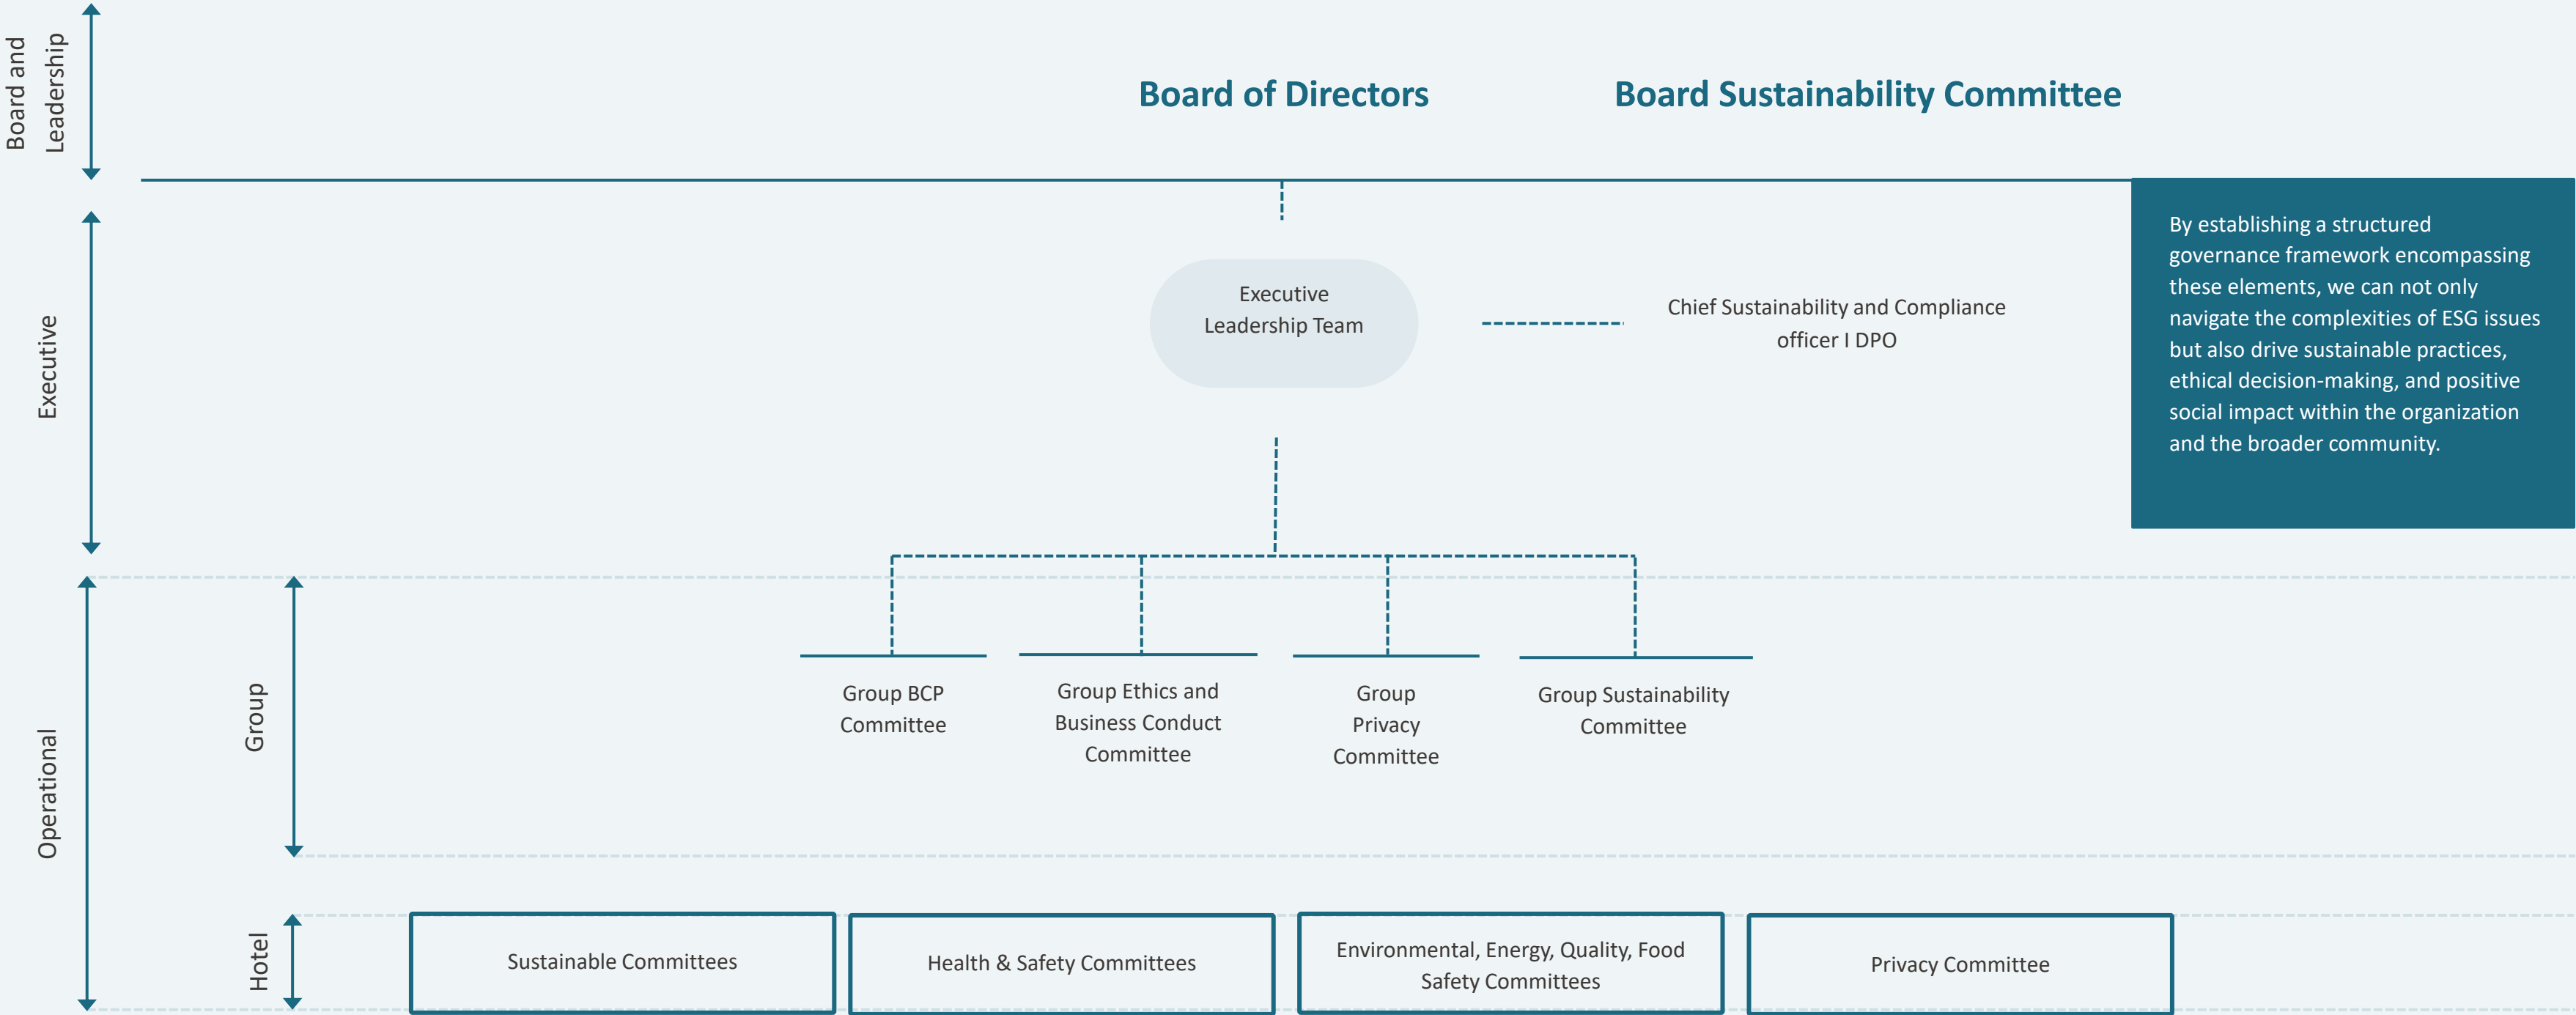 Board and
Leadership
Board of Directors
Board Sustainability Committee
Executive
Executive
Leadership Team
Chief Sustainability and Compliance
officer I DPO
By establishing a structured
governance framework encompassing
these elements, we can not only
navigate the complexities of ESG issues
but also drive sustainable practices,
ethical decision-making, and positive
social impact within the organization
and the broader community.
Operational
Group
Group BCP
Committee
Group Ethics and
Business Conduct
Committee
Group
Privacy
Committee
Group Sustainability
Committee
Hotel
Sustainable Committees
Health & Safety Committees
Environmental, Energy, Quality, Food
Safety Committees
Privacy Committee